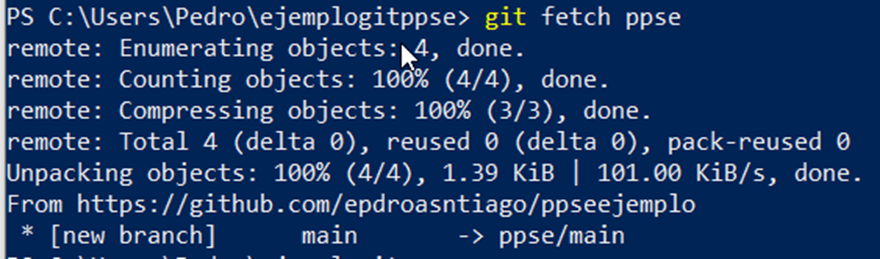 PS C:\Users\Pedro\ejemplogitppse> git fetch ppse
remote: Enumerating objects: 4, done.
remote: Counting objects: 100% (4/4), done.
remote: Compressing objects: 100% (3/3), done.
remote: Total 4 (delta 0), reused 0 (delta 0), pack-reused 0
Unpacking objects: 100% (4/4), 1.39 KiB | 101.00 KiB/s, done.
From https://github.com/epdroasntiago/ppseejemplo
 * [new branch]      main       -> ppse/main